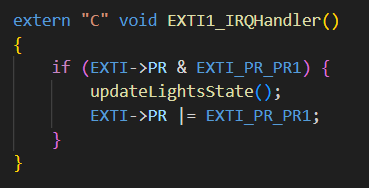 extern "C" void EXTI1_IRQHandler()
{
    if (EXTI->PR & EXTI_PR_PR1) {
        updateLightsState();
        EXTI->PR |= EXTI_PR_PR1;
    }
}